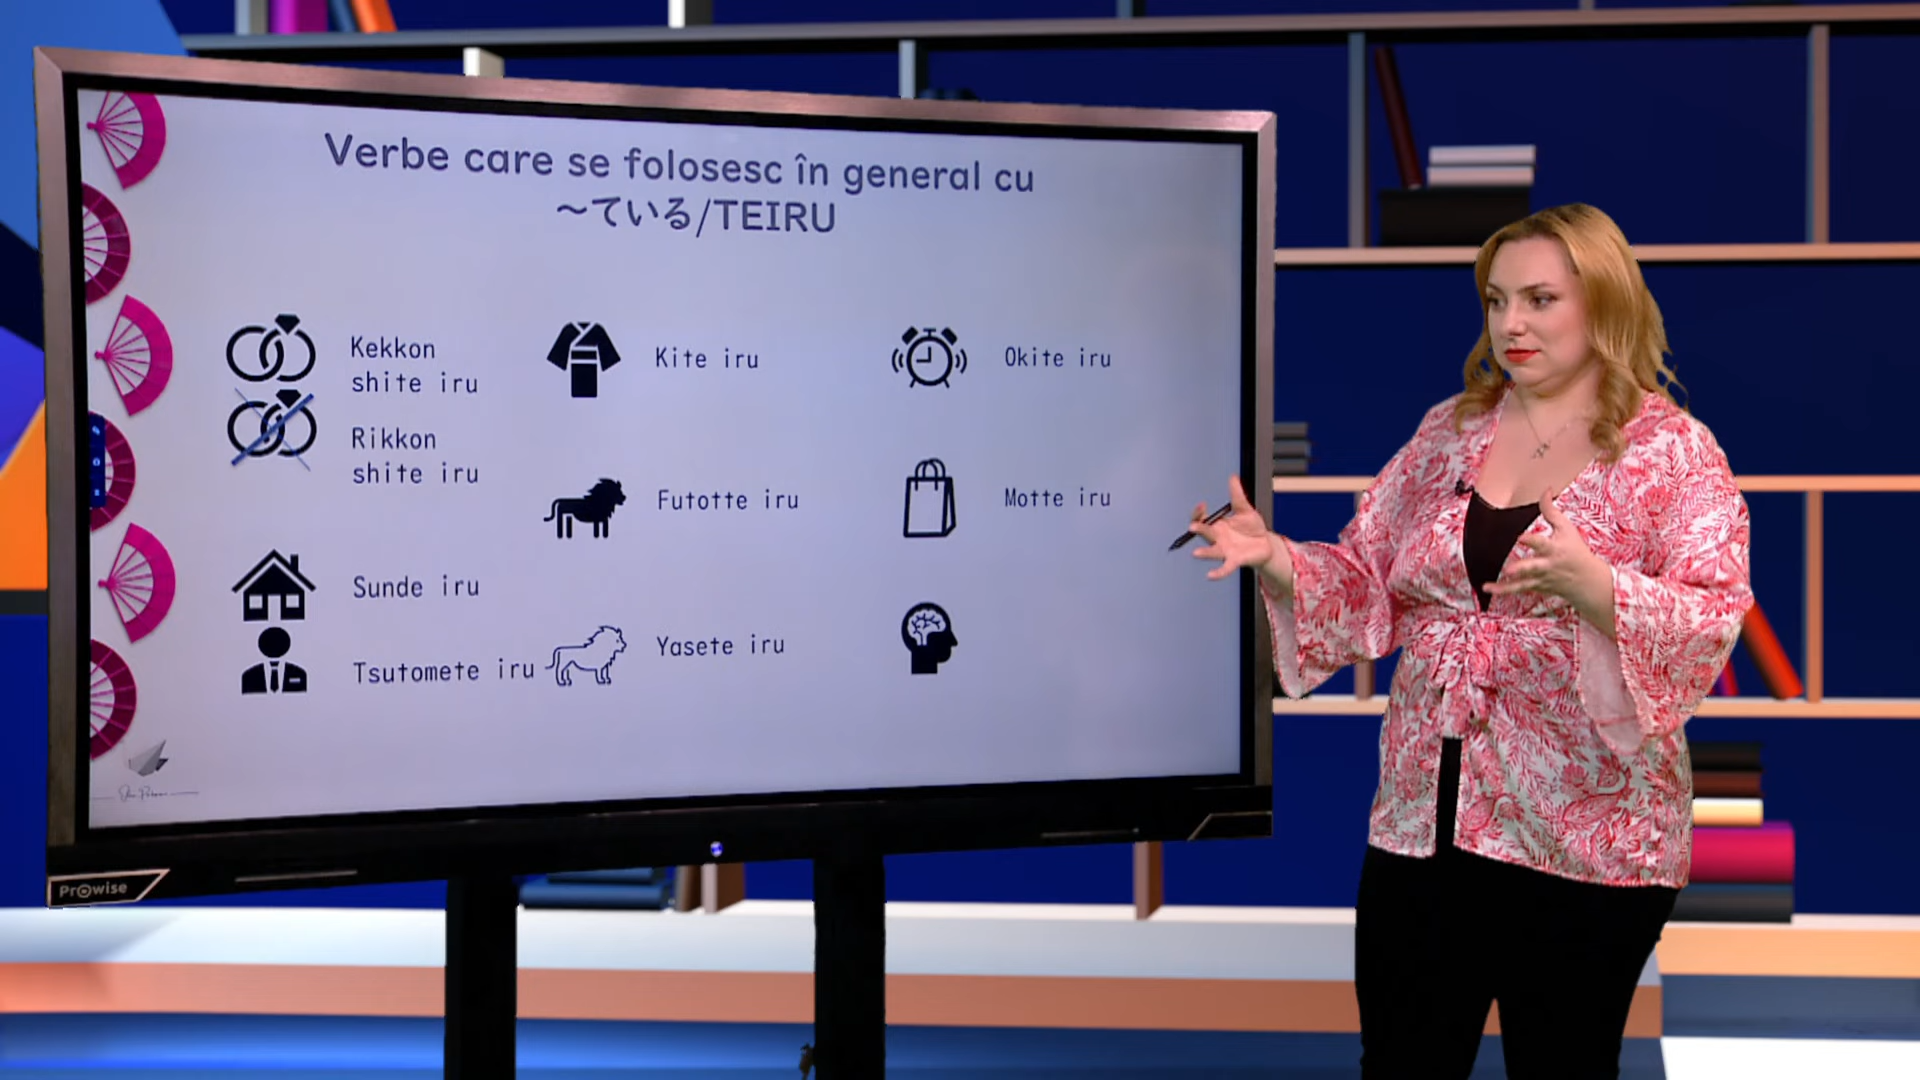 Verbe care se folosesc în general cu
~ている/TEIRU
Kekkon
shite iru
Rikkon
shite iru
Sunde iru
Tsutomete iru
Kite iru
Futotte iru
Yasete iru
Okite iru
Motte iru
Prowise